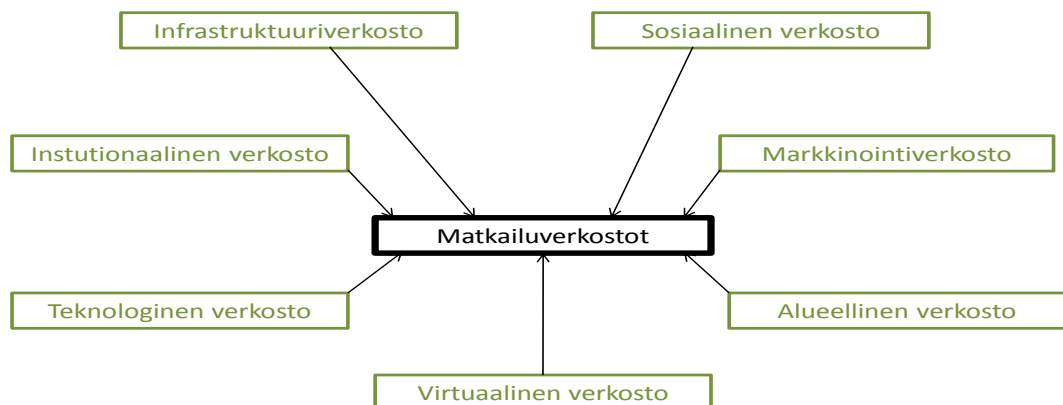 Infrastruktuuriverkosto
Sosiaalinen verkosto
Instutionaalinen verkosto
Markkinointiverkosto
Matkailuverkostot
Teknologinen verkosto
Alueellinen verkosto
Virtuaalinen verkosto